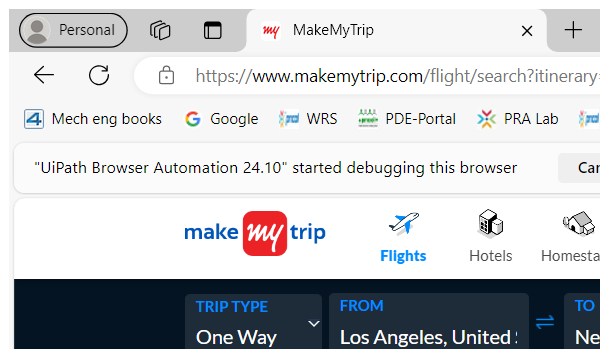 Personal
MakeMyTrip
https://www.makemytrip.com/flight/search?itinerary=
Mech eng books Google WRS PDE-Portal PRA Lab
"UiPath Browser Automation 24.10" started debugging this browser
make my trip
Flights Hotels
TRIP TYPE FROM TO
One Way Los Angeles, United